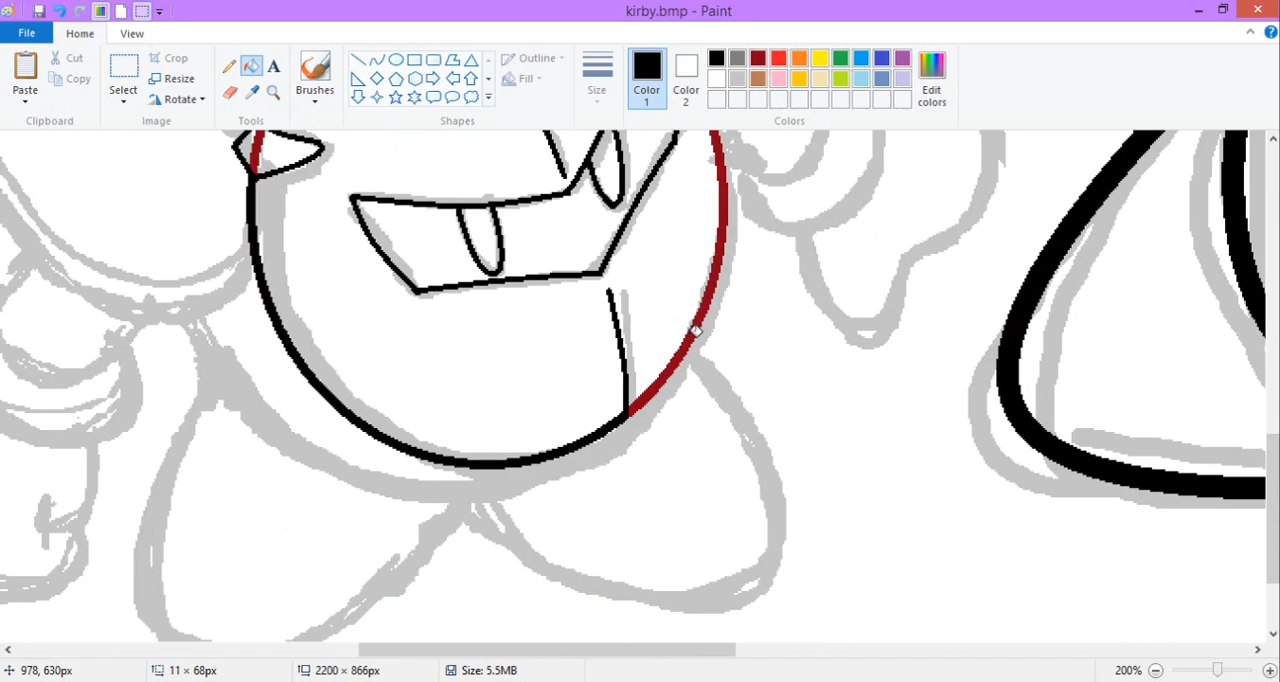 kirby.bmp - Paint
File
Home
View
Paste
Cut
Copy
Clipboard
Select
Crop
Resize
Rotate
Image
A
Tools
Brushes
Shapes
Outline
Fill
Size
Color 1
Color 2
Edit colors
Colors
978, 630px
11 × 68px
2200 × 866px
Size: 5.5MB
200%